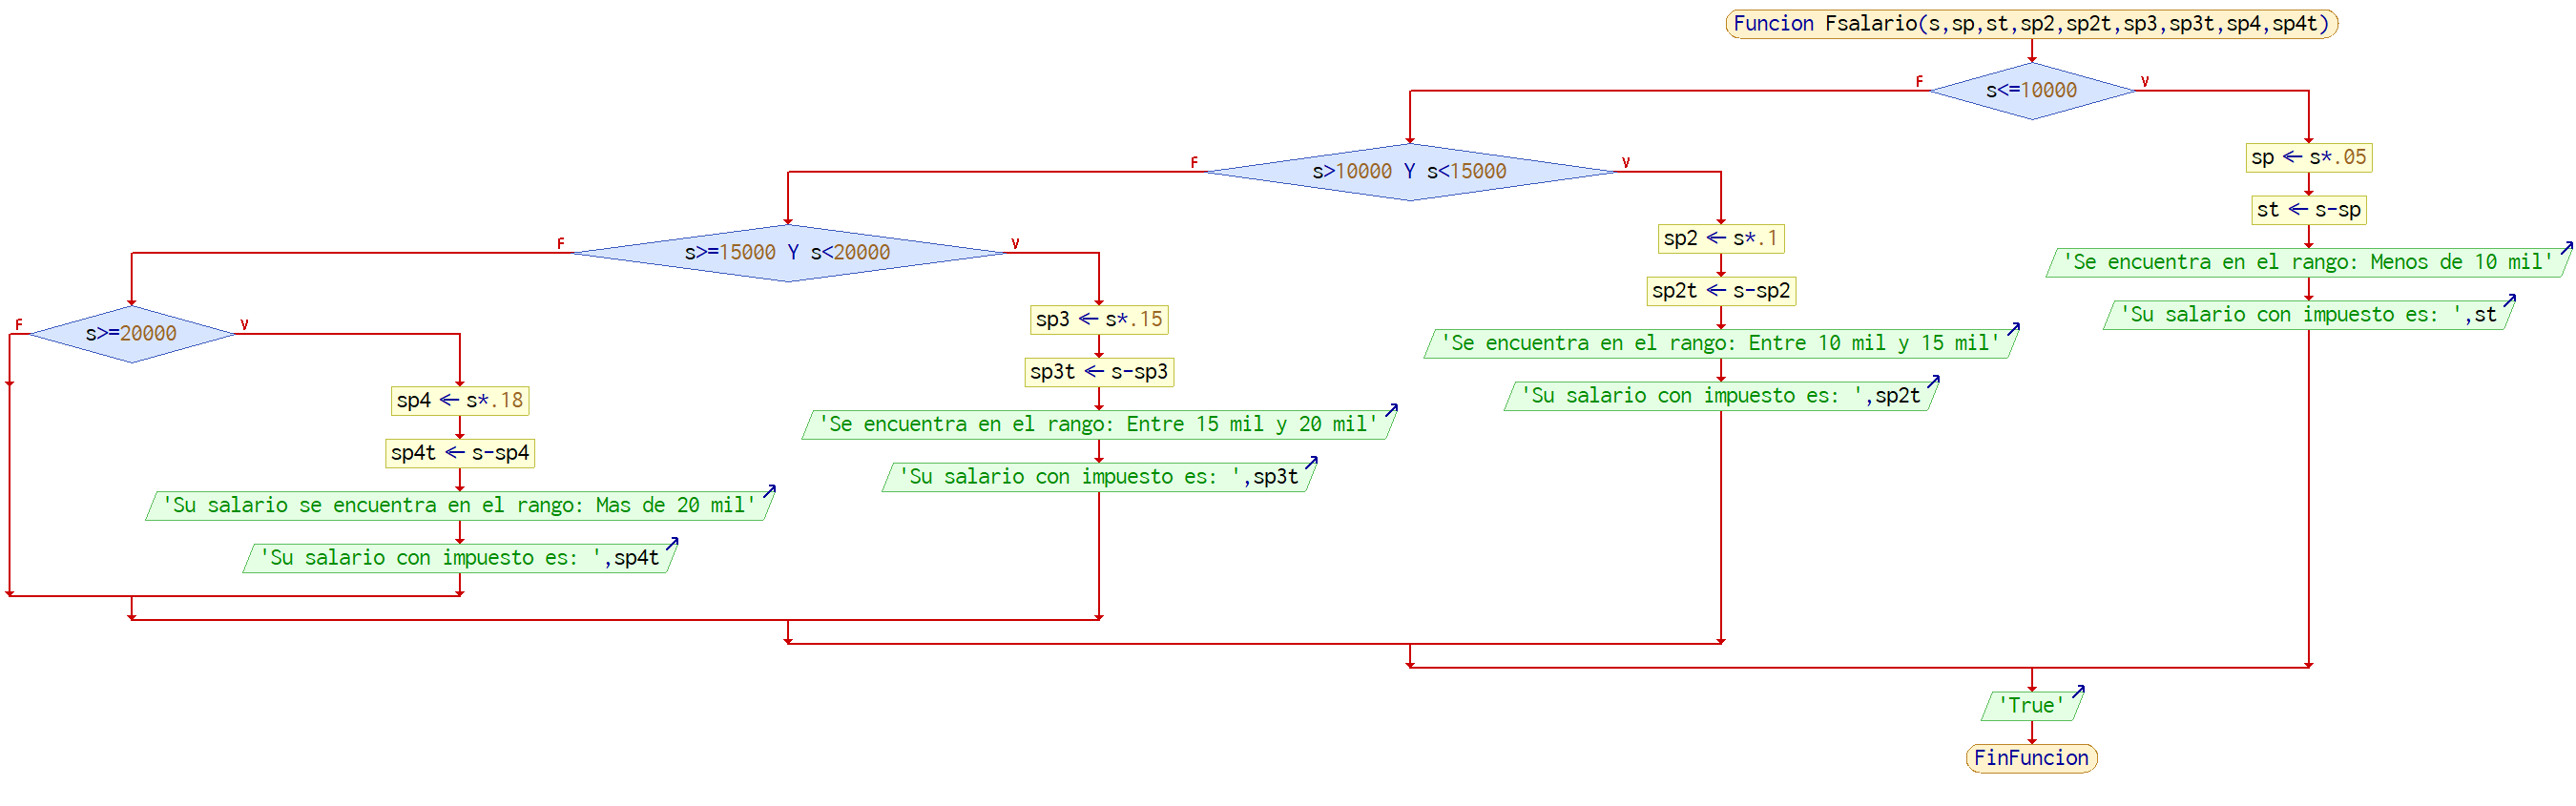 Funcion Fsalario(s,sp,st,sp2,sp2t,sp3,sp3t,sp4,sp4t)
s<=10000
F
V
sp ← s*.05
st ← s-sp
'Se encuentra en el rango: Menos de 10 mil'
'Su salario con impuesto es: ',st
s>10000 Y s<15000
F
V
sp2 ← s*.1
sp2t ← s-sp2
'Se encuentra en el rango: Entre 10 mil y 15 mil'
'Su salario con impuesto es: ',sp2t
s>=15000 Y s<20000
F
V
sp3 ← s*.15
sp3t ← s-sp3
'Se encuentra en el rango: Entre 15 mil y 20 mil'
'Su salario con impuesto es: ',sp3t
s>=20000
F
V
sp4 ← s*.18
sp4t ← s-sp4
'Su salario se encuentra en el rango: Mas de 20 mil'
'Su salario con impuesto es: ',sp4t
'True'
FinFuncion